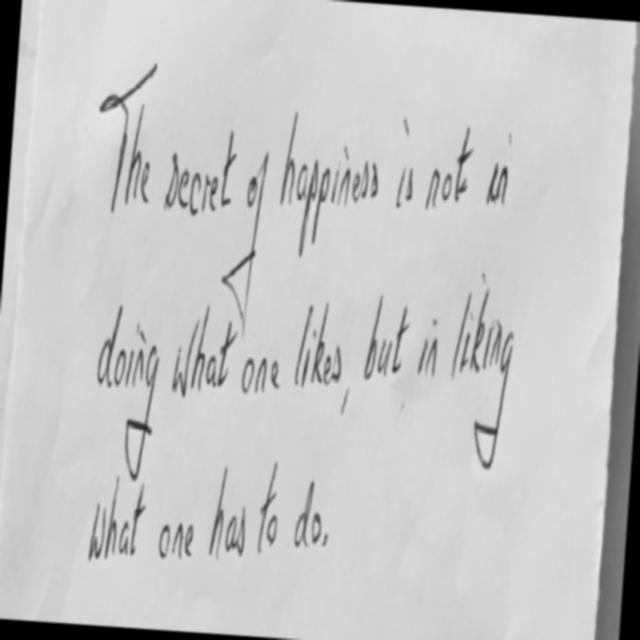 The secret of happiness is not in
doing what one likes, but in liking
what one has to do.